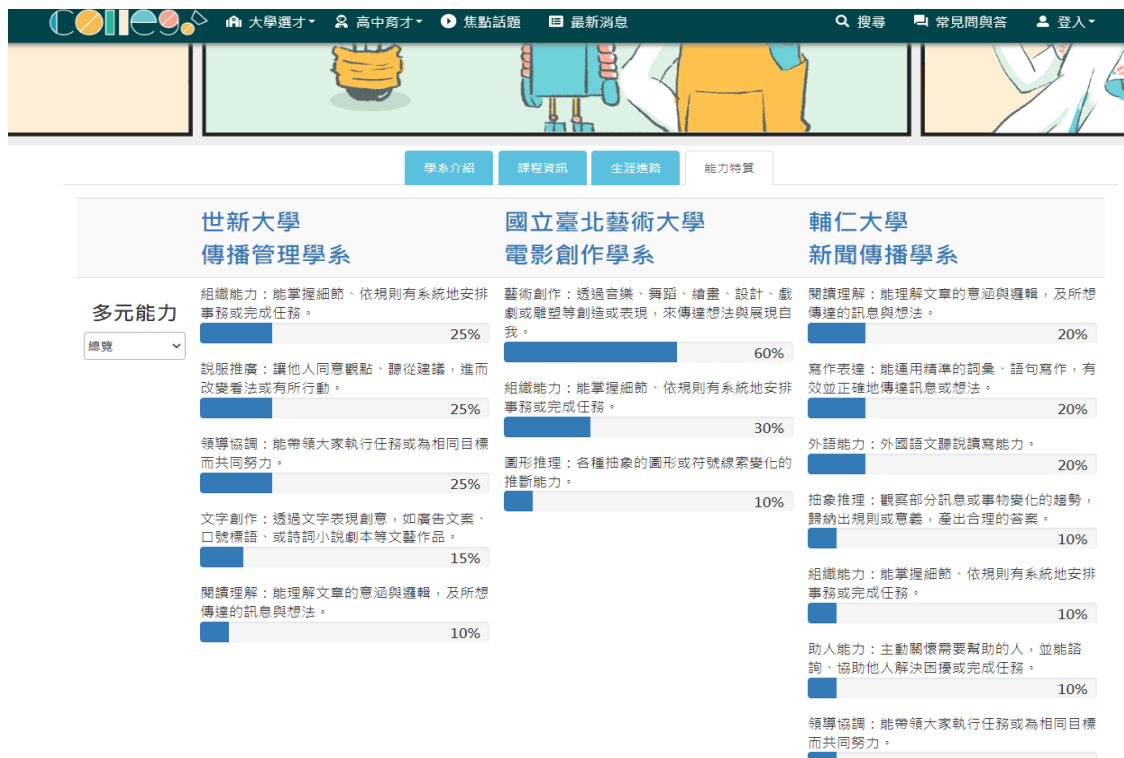 colleGo
大學選才
高中育才
焦點話題
最新消息
搜尋
常見問與答
登入
學系介紹
課程資訊
生涯進路
能力特質
世新大學
傳播管理學系
國立臺北藝術大學
電影創作學系
輔仁大學
新聞傳播學系
多元能力
總覽
組織能力：能掌握細節、依規則有系統地安排
事務或完成任務。
25%
說服推廣：讓他人同意觀點、聽從建議，進而
改變看法或有所行動。
25%
領導協調：能帶領大家執行任務或為相同目標
而共同努力。
25%
文字創作：透過文字表現創意，如廣告文案、
口號標語、或詩詞小說劇本等文藝作品。
15%
閱讀理解：能理解文章的意涵與邏輯，及所想
傳達的訊息與想法。
10%
藝術創作：透過音樂、舞蹈、繪畫、設計、戲
劇或雕塑等創造或表現，來傳達想法與展現自
我。
60%
組織能力：能掌握細節、依規則有系統地安排
事務或完成任務。
30%
圖形推理：各種抽象的圖形或符號線索變化的
推斷能力。
10%
閱讀理解：能理解文章的意涵與邏輯，及所想
傳達的訊息與想法。
20%
寫作表達：能運用精準的詞彙、語句寫作，有
效並正確地傳達訊息或想法。
20%
外語能力：外國語文聽說讀寫能力。
20%
抽象推理：觀察部分訊息或事物變化的趨勢，
歸納出規則或意義，產出合理的答案。
10%
組織能力：能掌握細節、依規則有系統地安排
事務或完成任務。
10%
助人能力：主動關懷需要幫助的人，並能諮
詢、協助他人解決困擾或完成任務。
10%
領導協調：能帶領大家執行任務或為相同目標
而共同努力。